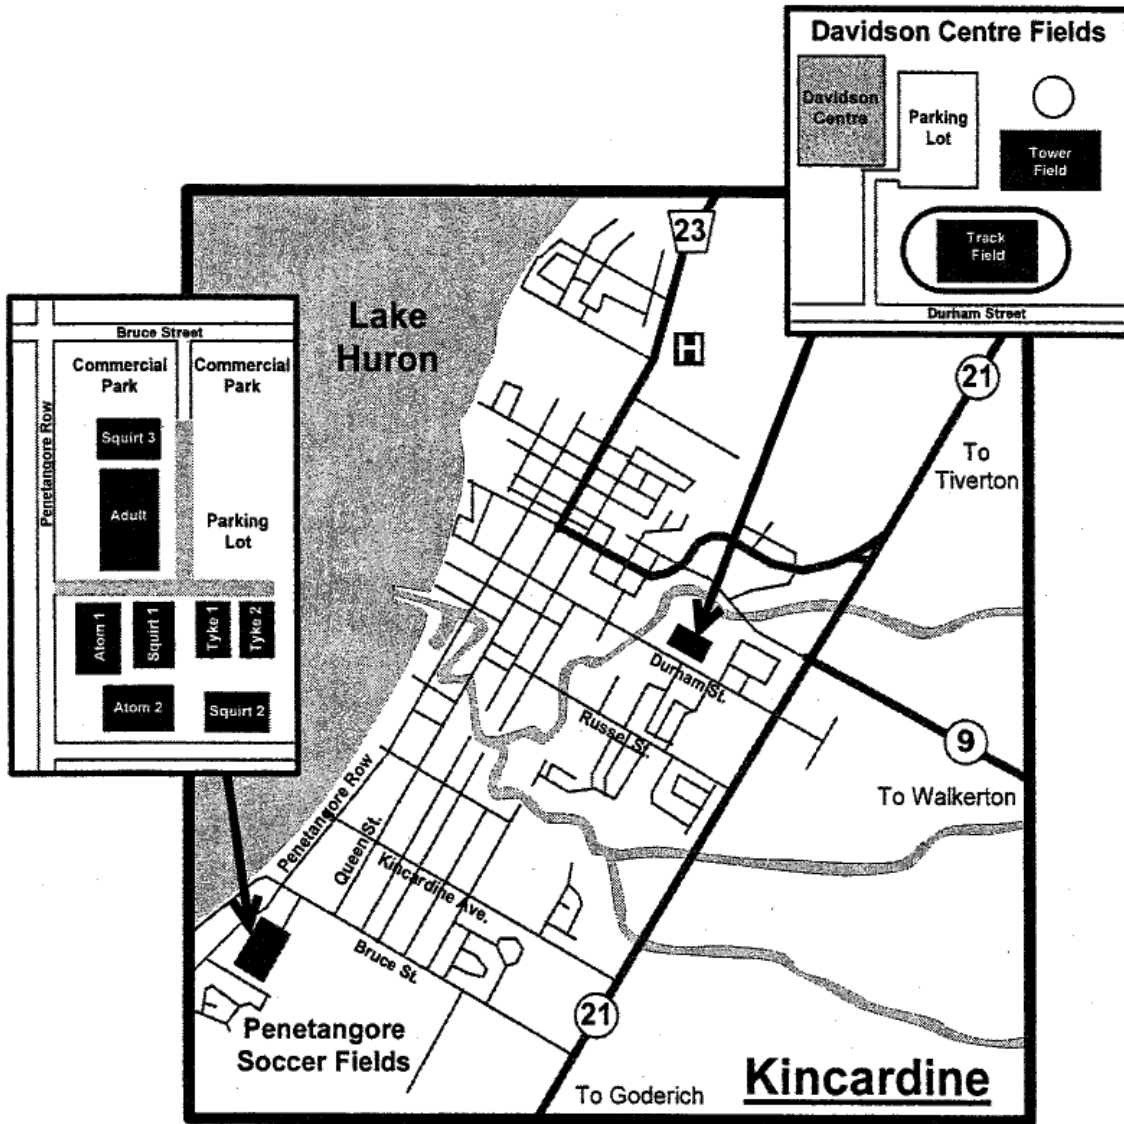 Davidson Centre Fields
Davidson
Centre
Parking
Lot
Tower
Field
Track
Field
Durham Street
23
Lake
Huron
H
21
To
Tiverton
Bruce Street
Commercial
Park
Commercial
Park
Penetangore Row
Squirt 3
Adult
Parking
Lot
Atom 1
Squirt 1
Tyke 1
Tyke 2
Atom 2
Squirt 2
Durham St.
Russel St.
9
To Walkerton
Penetangore Row
Queen St.
Kincardine Ave.
Bruce St.
21
Penetangore
Soccer Fields
To Goderich
Kincardine